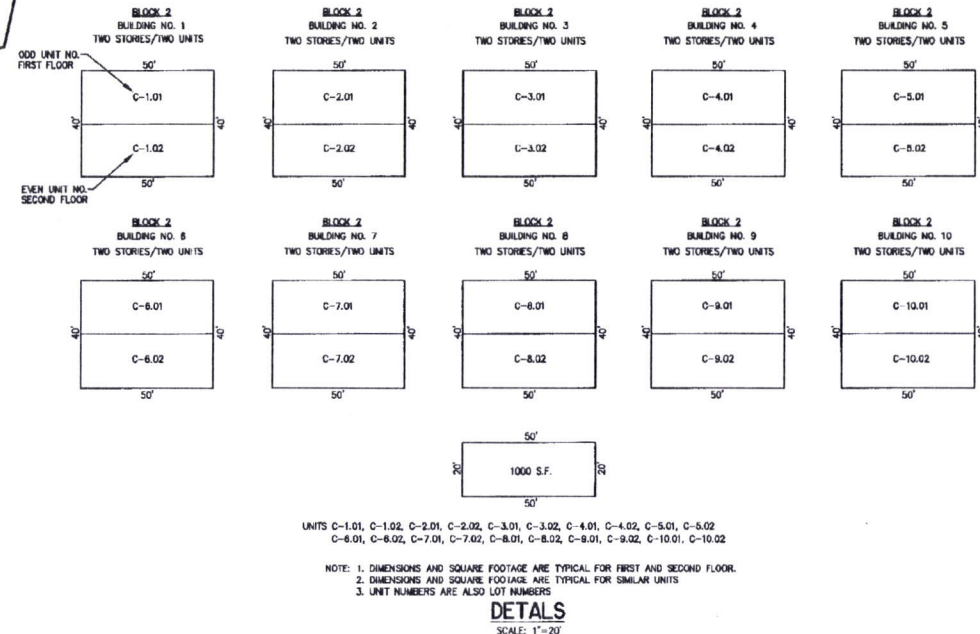 BLOCK 2
BUILDING NO. 1
TWO STORIES/TWO UNITS
BLOCK 2
BUILDING NO. 2
TWO STORIES/TWO UNITS
BLOCK 2
BUILDING NO. 3
TWO STORIES/TWO UNITS
BLOCK 2
BUILDING NO. 4
TWO STORIES/TWO UNITS
BLOCK 2
BUILDING NO. 5
TWO STORIES/TWO UNITS
ODD UNIT NO.
FIRST FLOOR
EVEN UNIT NO.
SECOND FLOOR
50'
40'
C-1.01
C-1.02
40'
50'
50'
40'
C-2.01
C-2.02
40'
50'
50'
40'
C-3.01
C-3.02
40'
50'
50'
40'
C-4.01
C-4.02
40'
50'
50'
40'
C-5.01
C-5.02
50'
BLOCK 2
BUILDING NO. 6
TWO STORIES/TWO UNITS
BLOCK 2
BUILDING NO. 7
TWO STORIES/TWO UNITS
BLOCK 2
BUILDING NO. 8
TWO STORIES/TWO UNITS
BLOCK 2
BUILDING NO. 9
TWO STORIES/TWO UNITS
BLOCK 2
BUILDING NO. 10
TWO STORIES/TWO UNITS
50'
40'
C-6.01
C-6.02
40'
50'
50'
40'
C-7.01
C-7.02
40'
50'
50'
40'
C-8.01
C-8.02
40'
50'
50'
40'
C-9.01
C-9.02
40'
50'
50'
40'
C-10.01
C-10.02
50'
50'
20'
1000 S.F.
20'
50'
UNITS C-1.01, C-1.02, C-2.01, C-2.02, C-3.01, C-3.02, C-4.01, C-4.02, C-5.01, C-5.02
C-6.01, C-6.02, C-7.01, C-7.02, C-8.01, C-8.02, C-9.01, C-9.02, C-10.01, C-10.02
NOTE: 1. DIMENSIONS AND SQUARE FOOTAGE ARE TYPICAL FOR FIRST AND SECOND FLOOR.
2. DIMENSIONS AND SQUARE FOOTAGE ARE TYPICAL FOR SIMILAR UNITS
3. UNIT NUMBERS ARE ALSO LOT NUMBERS
DETALS
SCALE: 1"=20'